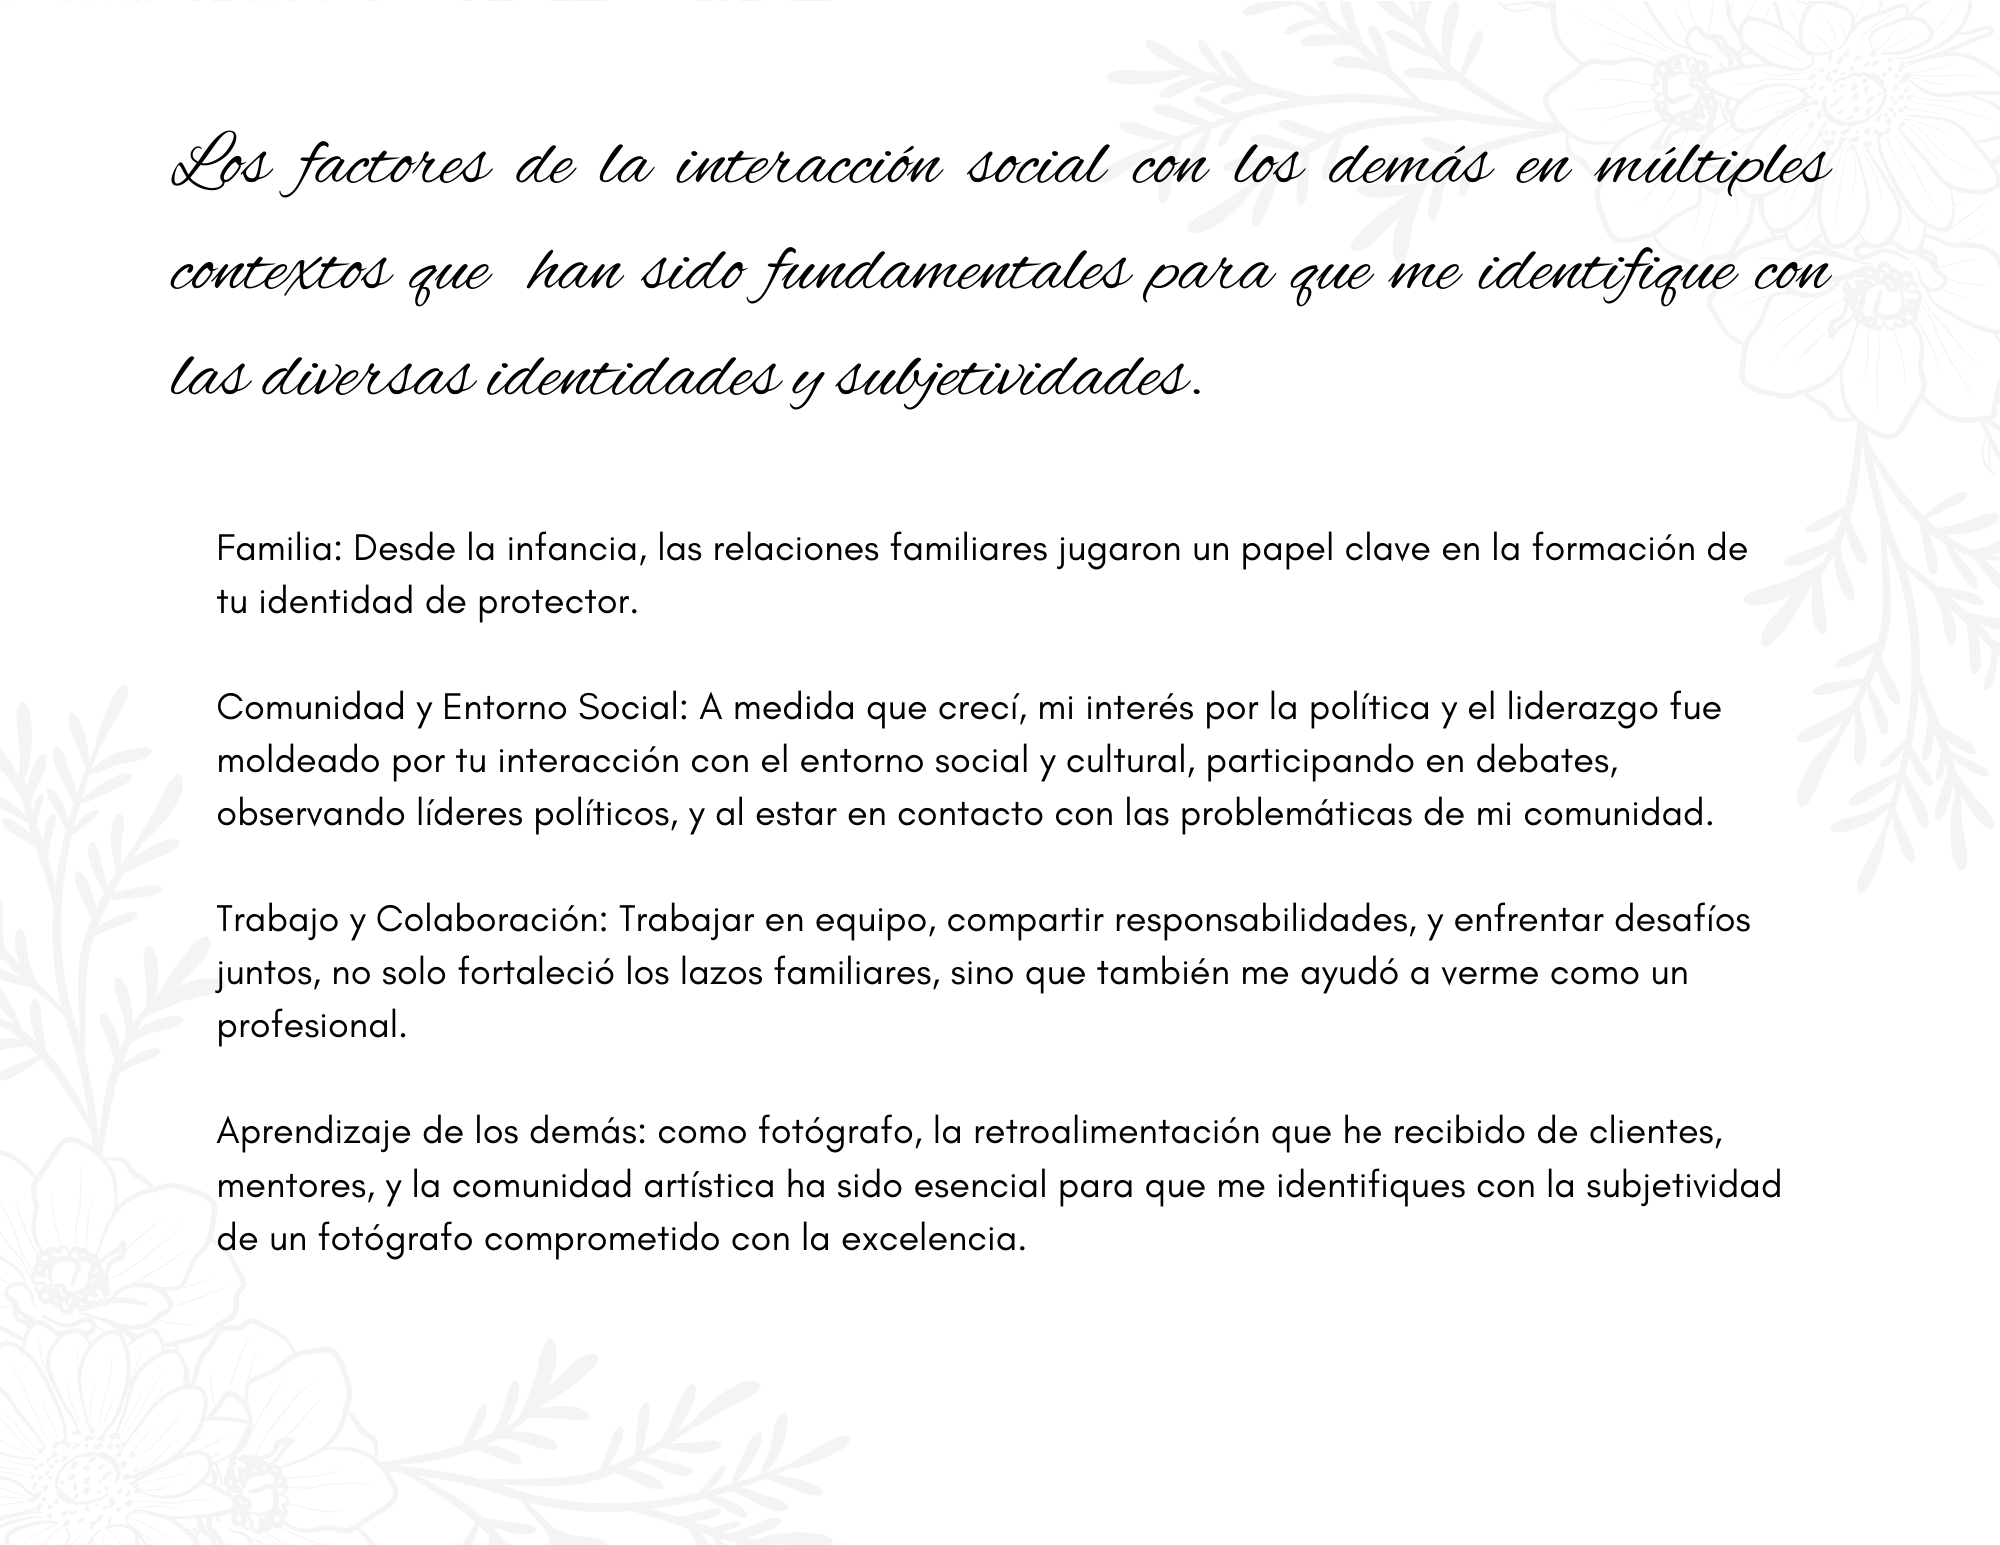 Los factores de la interacción social con los demás en múltiples
contextos que han sido fundamentales para que me identifique con
las diversas identidades y subjetividades.
Familia: Desde la infancia, las relaciones familiares jugaron un papel clave en la formación de
tu identidad de protector.
Comunidad y Entorno Social: A medida que crecí, mi interés por la política y el liderazgo fue
moldeado por tu interacción con el entorno social y cultural, participando en debates,
observando líderes políticos, y al estar en contacto con las problemáticas de mi comunidad.
Trabajo y Colaboración: Trabajar en equipo, compartir responsabilidades, y enfrentar desafíos
juntos, no solo fortaleció los lazos familiares, sino que también me ayudó a verme como un
profesional.
Aprendizaje de los demás: como fotógrafo, la retroalimentación que he recibido de clientes,
mentores, y la comunidad artística ha sido esencial para que me identifiques con la subjetividad
de un fotógrafo comprometido con la excelencia.